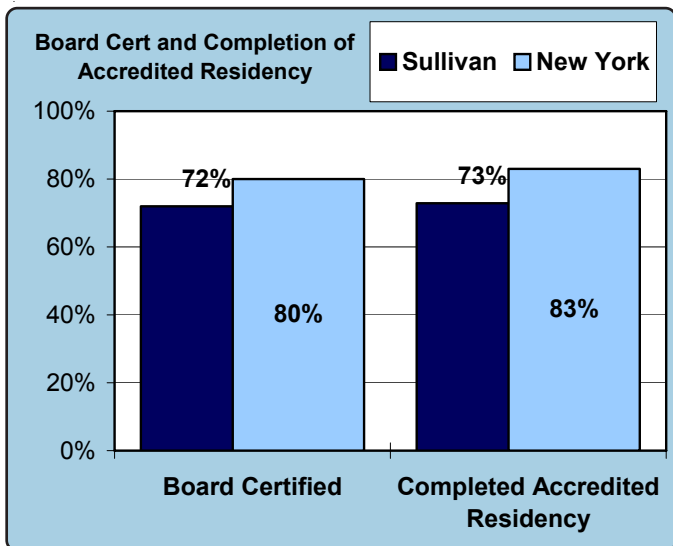 Board Cert and Completion of
Accredited Residency
Sullivan New York
100%
80%
60%
40%
20%
0%
72%
80%
73%
83%
Board Certified
Completed Accredited
Residency